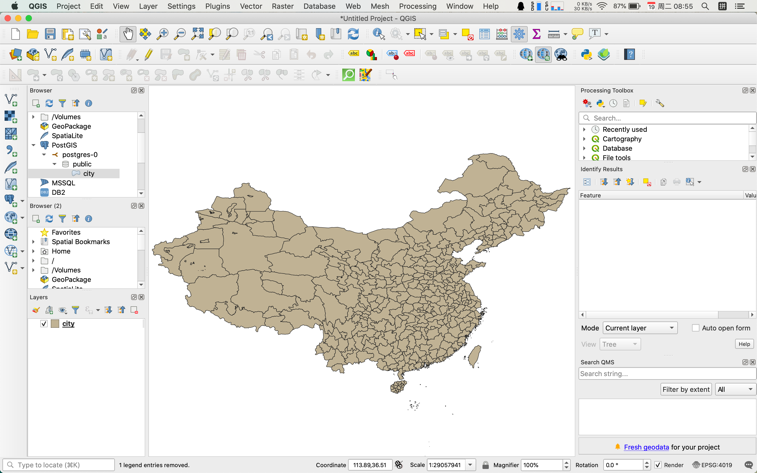 QGIS Project Edit View Layer Settings Plugins Vector Raster Database Web Mesh Processing Window Help
0 KB/s
30 KB/s
87%
周二 08:55
*Untitled Project - QGIS
Browser
/Volumes
GeoPackage
SpatiaLite
PostGIS
postgres-0
public
city
MSSQL
DB2
Browser (2)
Favorites
Spatial Bookmarks
Home
/
/Volumes
GeoPackage
SpatiaLite
Layers
city
Processing Toolbox
Search...
Recently used
Cartography
Database
File tools
Identify Results
Feature Valu
Mode Current layer Auto open form
View Tree Help
Search QMS
Search string...
Filter by extent All
Fresh geodata for your project
Type to locate (⌘K) 1 legend entries removed. Coordinate 113.89,36.51 Scale 1:29057941 Magnifier 100% Rotation 0.0 ° Render EPSG:4019